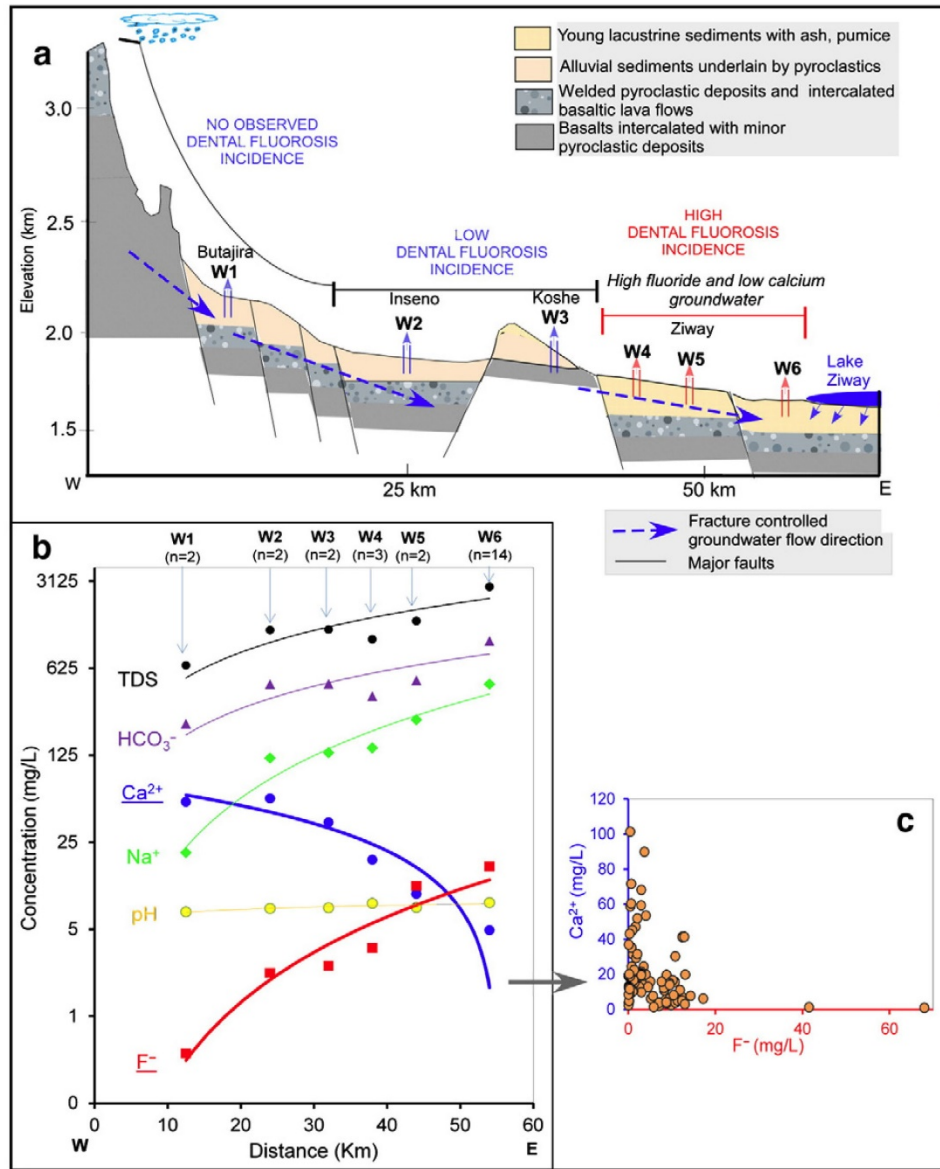 a
Young lacustrine sediments with ash, pumice
Alluvial sediments underlain by pyroclastics
Welded pyroclastic deposits and intercalated
basaltic lava flows
Basalts intercalated with minor
pyroclastic deposits
Elevation (km)
3.0
2.5
2.0
1.5
NO OBSERVED
DENTAL FLUOROSIS
INCIDENCE
LOW
DENTAL FLUOROSIS
INCIDENCE
HIGH
DENTAL FLUOROSIS
INCIDENCE
High fluoride and low calcium
groundwater
Butajira
W1
Inseno
W2
Koshe
W3
Ziway
W4
W5
W6
Lake
Ziway
W
25 km
50 km
E
Fracture controlled
groundwater flow direction
Major faults
b
W1
(n=2)
W2
(n=2)
W3
(n=2)
W4
(n=3)
W5
(n=2)
W6
(n=14)
Concentration (mg/L)
3125
625
125
25
5
1
0
TDS
HCO₃⁻
Ca²⁺
Na⁺
pH
F⁻
0 10 20 30 40 50 60
W
Distance (Km)
E
c
Ca²⁺ (mg/L)
120
100
80
60
40
20
0
0 20 40 60
F⁻ (mg/L)